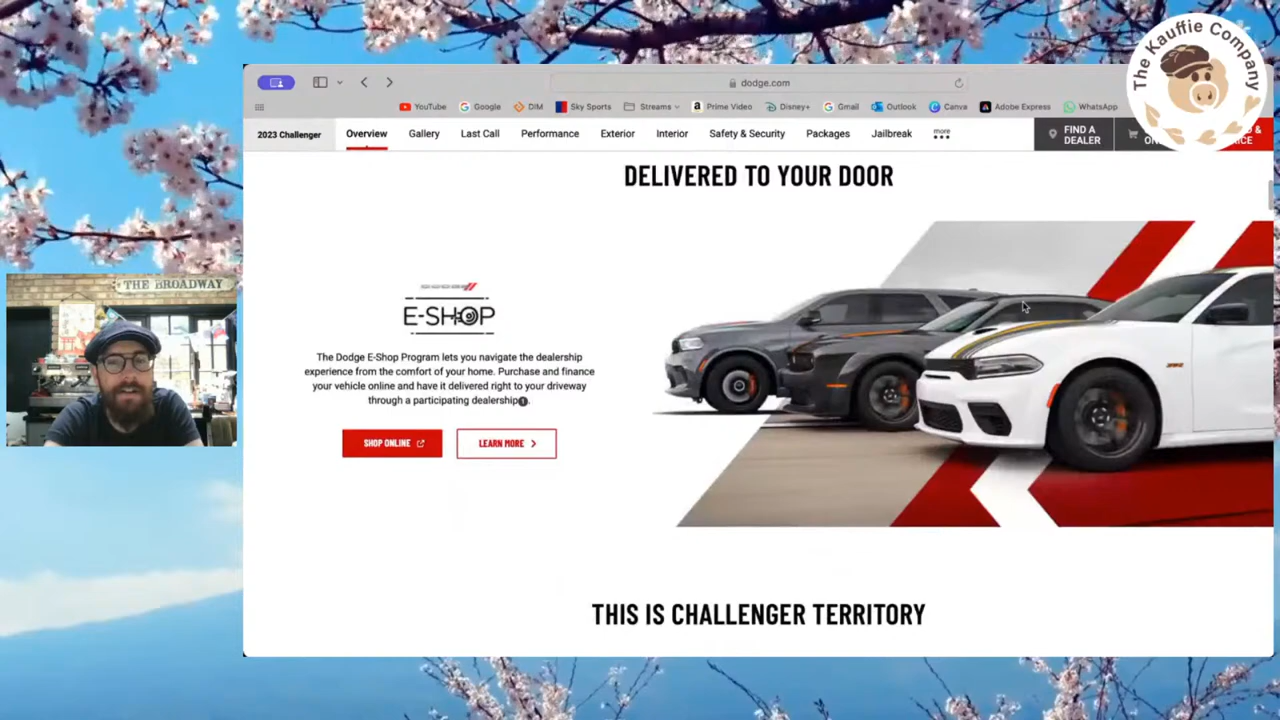 The Kauffie Company
dodge.com
YouTube Google DIM Sky Sports Streams Prime Video Disney+ Gmail Outlook Canva Adobe Express WhatsApp
2023 Challenger Overview Gallery Last Call Performance Exterior Interior Safety & Security Packages Jailbreak more
FIND A
DEALER
DELIVERED TO YOUR DOOR
THE BROADWAY
E-SHOP
The Dodge E-Shop Program lets you navigate the dealership
experience from the comfort of your home. Purchase and finance
your vehicle online and have it delivered right to your driveway
through a participating dealership1.
SHOP ONLINE LEARN MORE
THIS IS CHALLENGER TERRITORY